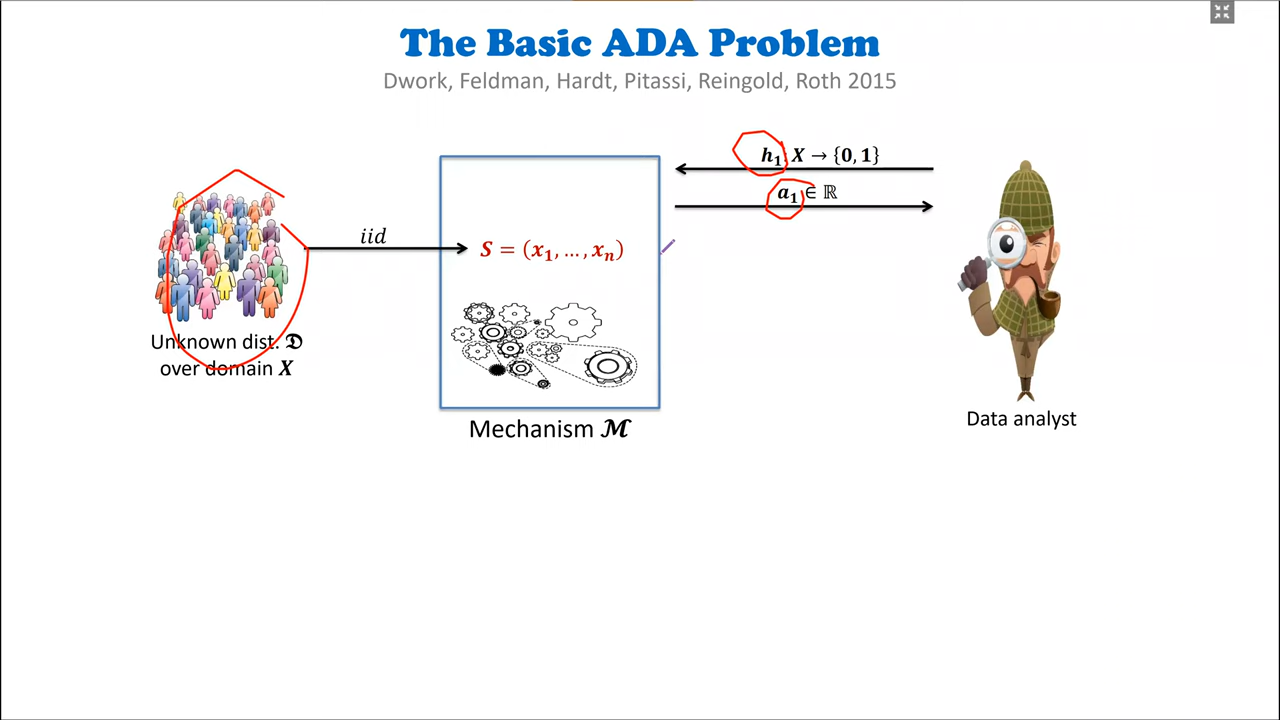 The Basic ADA Problem
Dwork, Feldman, Hardt, Pitassi, Reingold, Roth 2015
h₁: X → {0, 1}
a₁ ∈ ℝ
iid
S = (x₁, …, xₙ)
Unknown dist. 𝔇
over domain X
Mechanism ℳ
Data analyst